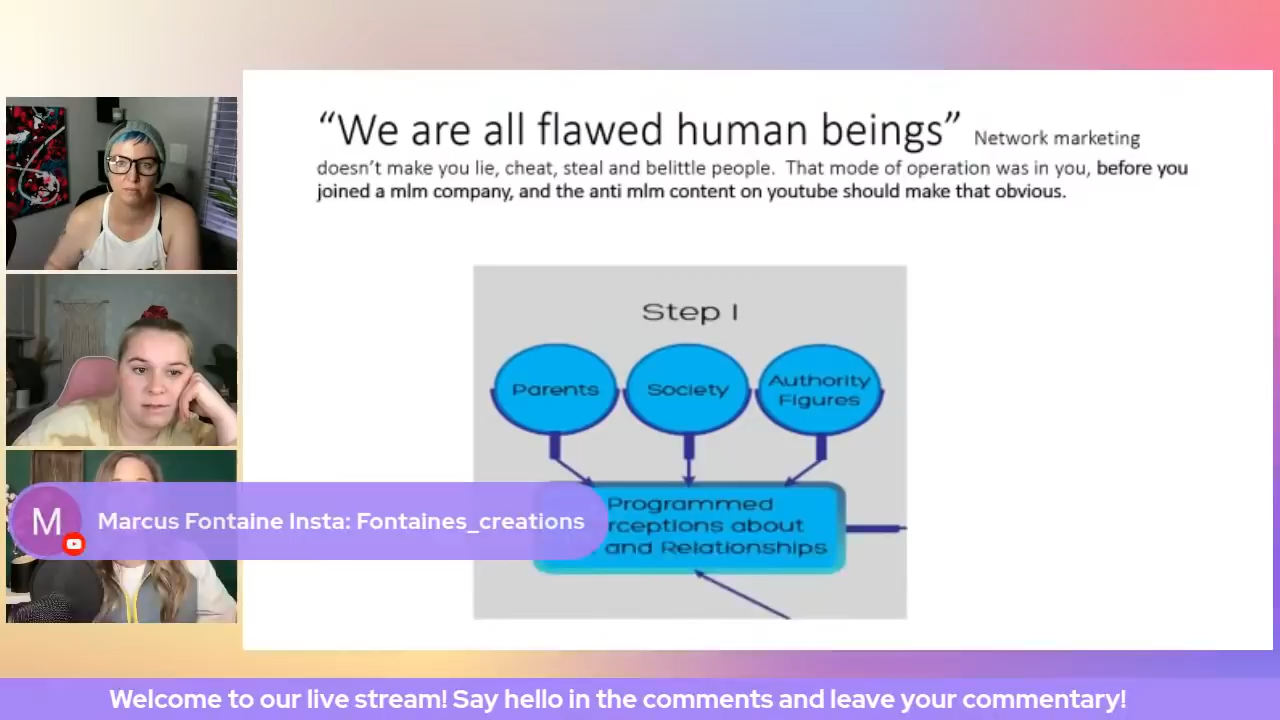 “We are all flawed human beings” Network marketing
doesn’t make you lie, cheat, steal and belittle people. That mode of operation was in you, before you
joined a mlm company, and the anti mlm content on youtube should make that obvious.
Step I
Parents
Society
Authority
Figures
Programmed
rceptions about
and Relationships
M
Marcus Fontaine Insta: Fontaines_creations
Welcome to our live stream! Say hello in the comments and leave your commentary!